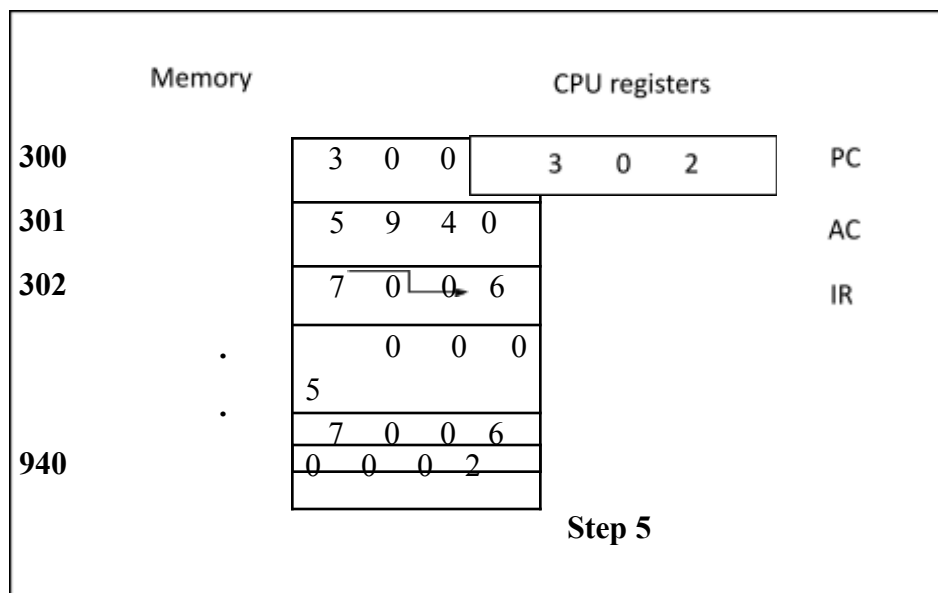 Memory CPU registers
300 3 0 0 3 0 2 PC
301 5 9 4 0 AC
302 7 0 0 6 IR
. 0 0 0
5
.
7 0 0 6
940 0 0 0 2
Step 5